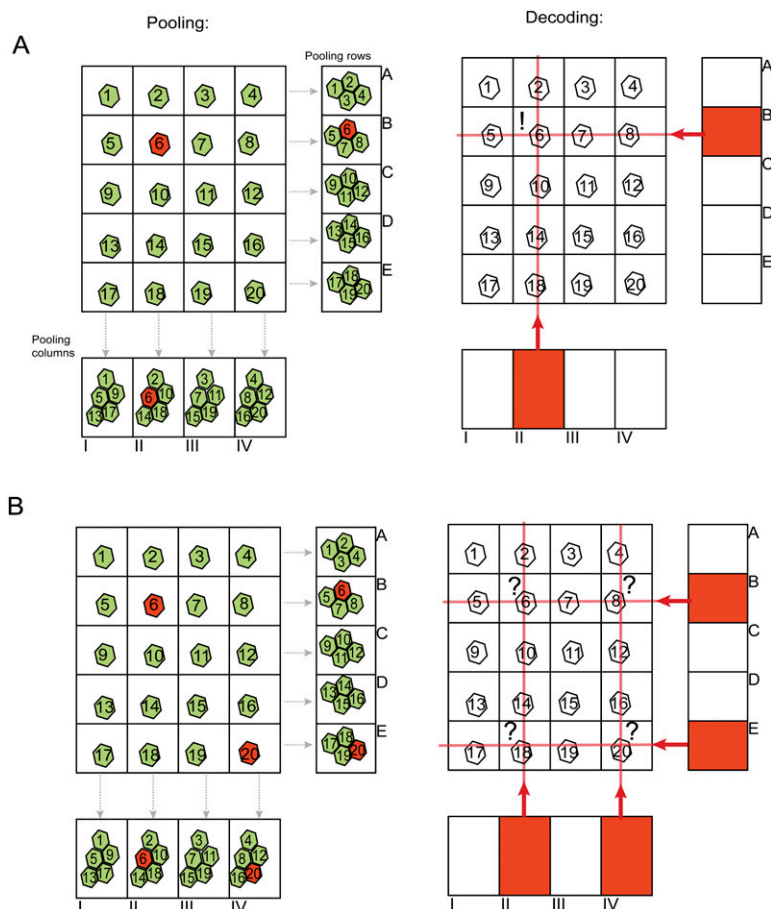 Pooling:
Decoding:
A
Pooling rows
1 2 3 4
1 2 3 4
A
1 2 3 4
A
5 6 7 8
5 6 7 8
B
! 5 6 7 8
B
9 10 11 12
9 10 11 12
C
9 10 11 12
C
13 14 15 16
13 14 15 16
D
13 14 15 16
D
17 18 19 20
17 18 19 20
E
17 18 19 20
E
Pooling
columns
1 5 9 13 17
2 6 10 14 18
3 7 11 15 19
4 8 12 16 20
I II III IV
I II III IV
B
1 2 3 4
1 2 3 4
A
1 2 3 4
A
5 6 7 8
5 6 7 8
B
? ?
5 6 7 8
B
9 10 11 12
9 10 11 12
C
9 10 11 12
C
13 14 15 16
13 14 15 16
D
13 14 15 16
D
17 18 19 20
17 18 19 20
E
? ?
17 18 19 20
E
1 5 9 13 17
2 6 10 14 18
3 7 11 15 19
4 8 12 16 20
I II III IV
I II III IV